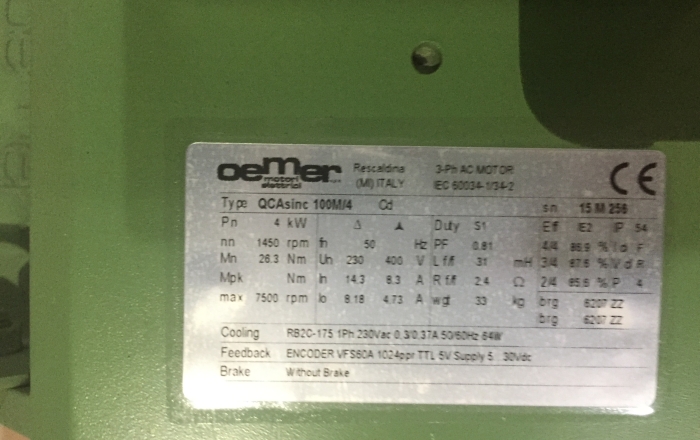 oemer Rescaldina 3-Ph AC MOTOR CE
motori elettrici (MI) ITALY IEC 60034-1/34-2
Type QCAsinc 100M/4 Cd sn 15 M 256
Pn 4 kW Δ Duty S1 Eff IE2 IP 54
nn 1450 rpm fn 50 Hz PF 0.81 4/4 86.9 % Id F
Mn 26.3 Nm Un 230 400 V L f/f 31 mH 3/4 87.6 % Vd R
Mpk Nm In 14.3 8.3 A R f/f 2.4 Ω 2/4 85.6 % P 4
max 7500 rpm Io 8.18 4.73 A wgt 33 kg brg 6207 ZZ
brg 6207 ZZ
Cooling RB2C-175 1Ph 230Vac 0.3/0.37A 50/60Hz 64W
Feedback ENCODER VFS60A 1024ppr TTL 5V Supply 5 30Vdc
Brake Without Brake